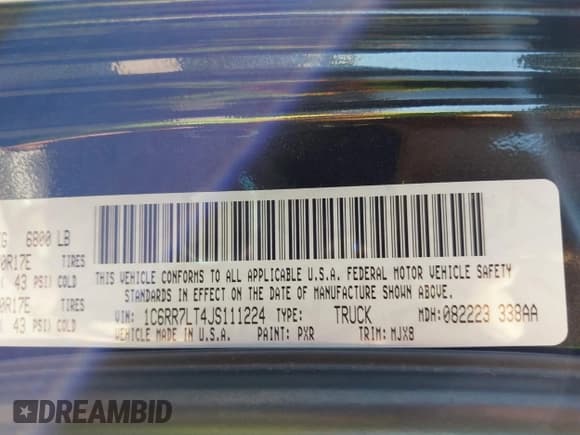 6800 LB
0R17E TIRES
43 PSI) COLD
0R17E TIRES
43 PSI) COLD
THIS VEHICLE CONFORMS TO ALL APPLICABLE U.S.A. FEDERAL MOTOR VEHICLE SAFETY
STANDARDS IN EFFECT ON THE DATE OF MANUFACTURE SHOWN ABOVE.
VIN: 1C6RR7LT4JS111224 TYPE: TRUCK MDH: 082223 338AA
VEHICLE MADE IN U.S.A. PAINT: PXR TRIM: MJX8
DREAMBID